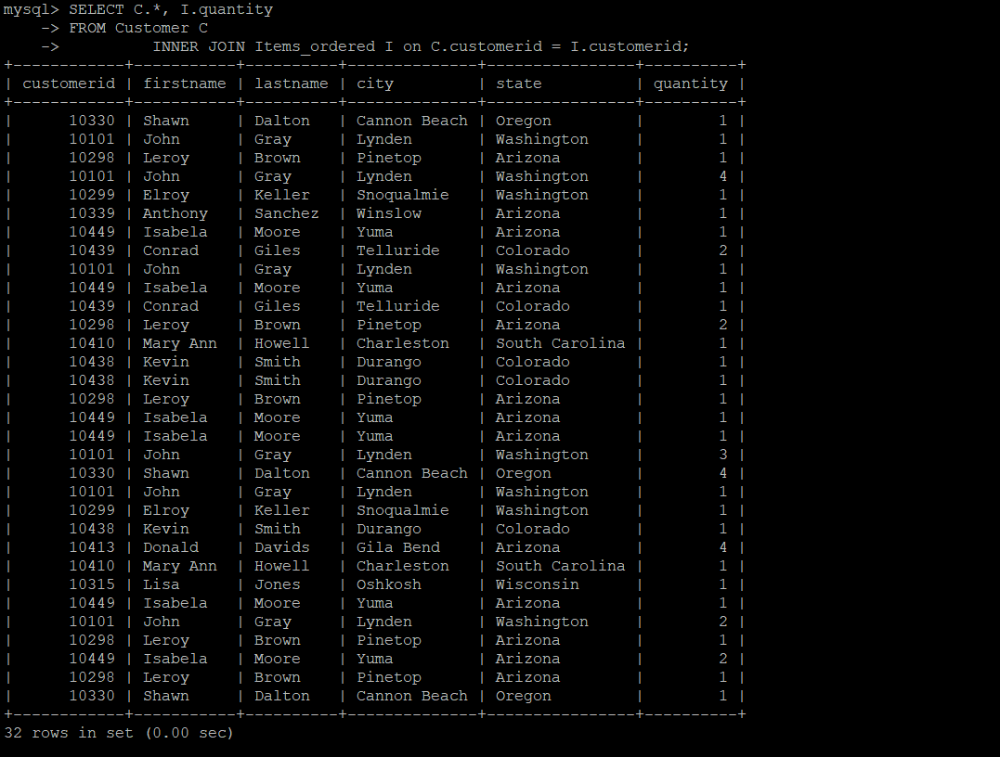 mysql> SELECT C.*, I.quantity
    -> FROM Customer C
    ->          INNER JOIN Items_ordered I on C.customerid = I.customerid;
+------------+-----------+----------+--------------+----------------+----------+
| customerid | firstname | lastname | city         | state          | quantity |
+------------+-----------+----------+--------------+----------------+----------+
|      10330 | Shawn     | Dalton   | Cannon Beach | Oregon         |        1 |
|      10101 | John      | Gray     | Lynden       | Washington     |        1 |
|      10298 | Leroy     | Brown    | Pinetop      | Arizona        |        1 |
|      10101 | John      | Gray     | Lynden       | Washington     |        4 |
|      10299 | Elroy     | Keller   | Snoqualmie   | Washington     |        1 |
|      10339 | Anthony   | Sanchez  | Winslow      | Arizona        |        1 |
|      10449 | Isabela   | Moore    | Yuma         | Arizona        |        1 |
|      10439 | Conrad    | Giles    | Telluride    | Colorado       |        2 |
|      10101 | John      | Gray     | Lynden       | Washington     |        1 |
|      10449 | Isabela   | Moore    | Yuma         | Arizona        |        1 |
|      10439 | Conrad    | Giles    | Telluride    | Colorado       |        1 |
|      10298 | Leroy     | Brown    | Pinetop      | Arizona        |        2 |
|      10410 | Mary Ann  | Howell   | Charleston   | South Carolina |        1 |
|      10438 | Kevin     | Smith    | Durango      | Colorado       |        1 |
|      10438 | Kevin     | Smith    | Durango      | Colorado       |        1 |
|      10298 | Leroy     | Brown    | Pinetop      | Arizona        |        1 |
|      10449 | Isabela   | Moore    | Yuma         | Arizona        |        1 |
|      10449 | Isabela   | Moore    | Yuma         | Arizona        |        1 |
|      10101 | John      | Gray     | Lynden       | Washington     |        3 |
|      10330 | Shawn     | Dalton   | Cannon Beach | Oregon         |        4 |
|      10101 | John      | Gray     | Lynden       | Washington     |        1 |
|      10299 | Elroy     | Keller   | Snoqualmie   | Washington     |        1 |
|      10438 | Kevin     | Smith    | Durango      | Colorado       |        1 |
|      10413 | Donald    | Davids   | Gila Bend    | Arizona        |        4 |
|      10410 | Mary Ann  | Howell   | Charleston   | South Carolina |        1 |
|      10315 | Lisa      | Jones    | Oshkosh      | Wisconsin      |        1 |
|      10449 | Isabela   | Moore    | Yuma         | Arizona        |        1 |
|      10101 | John      | Gray     | Lynden       | Washington     |        2 |
|      10298 | Leroy     | Brown    | Pinetop      | Arizona        |        1 |
|      10449 | Isabela   | Moore    | Yuma         | Arizona        |        2 |
|      10298 | Leroy     | Brown    | Pinetop      | Arizona        |        1 |
|      10330 | Shawn     | Dalton   | Cannon Beach | Oregon         |        1 |
+------------+-----------+----------+--------------+----------------+----------+
32 rows in set (0.00 sec)